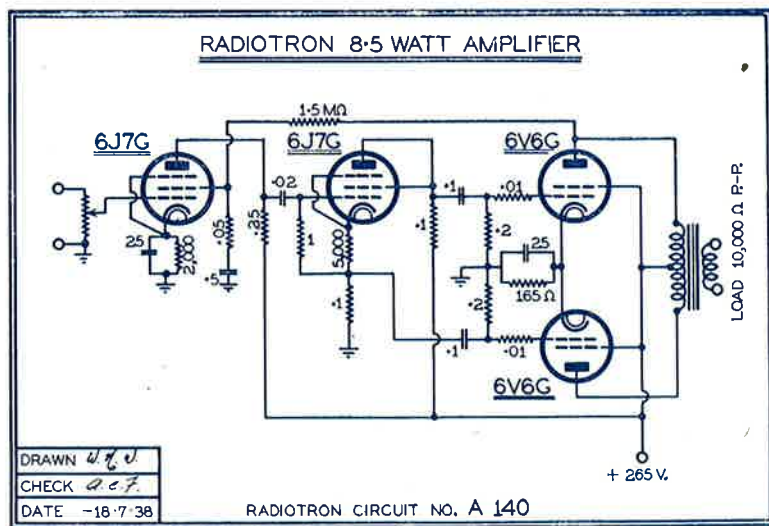 RADIOTRON 8·5 WATT AMPLIFIER
1·5 MΩ
6J7G
6J7G
6V6G
·02
·1
·01
·05
·25
·1
·2
25
2,000
1
5,000
25
·5
165 Ω
·1
·2
·1
·01
6V6G
LOAD 10,000 Ω P.-P.
+ 265 V.
DRAWN
CHECK a.c.f.
DATE -18·7·38
RADIOTRON CIRCUIT NO. A 140